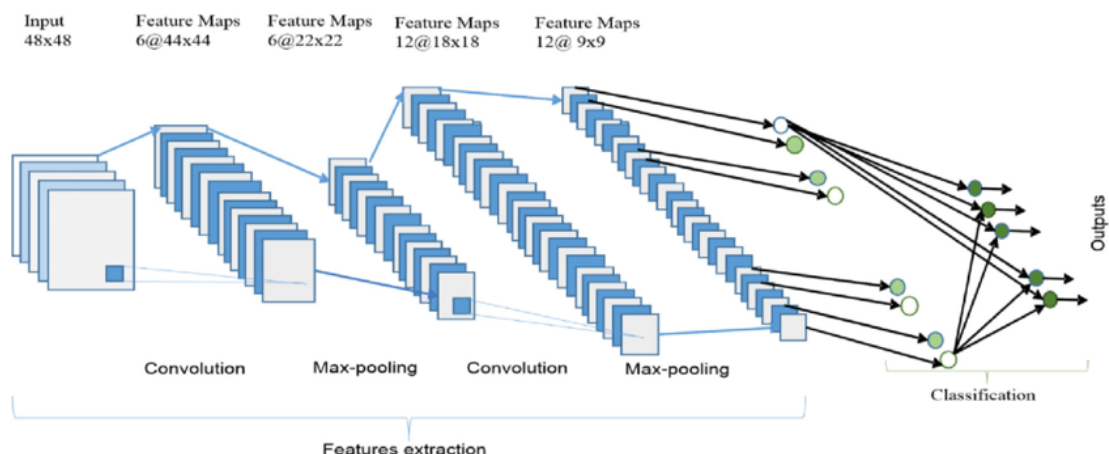 Input
48x48
Feature Maps
6@44x44
Feature Maps
6@22x22
Feature Maps
12@18x18
Feature Maps
12@ 9x9
Outputs
Convolution
Max-pooling
Convolution
Max-pooling
Classification
Features extraction